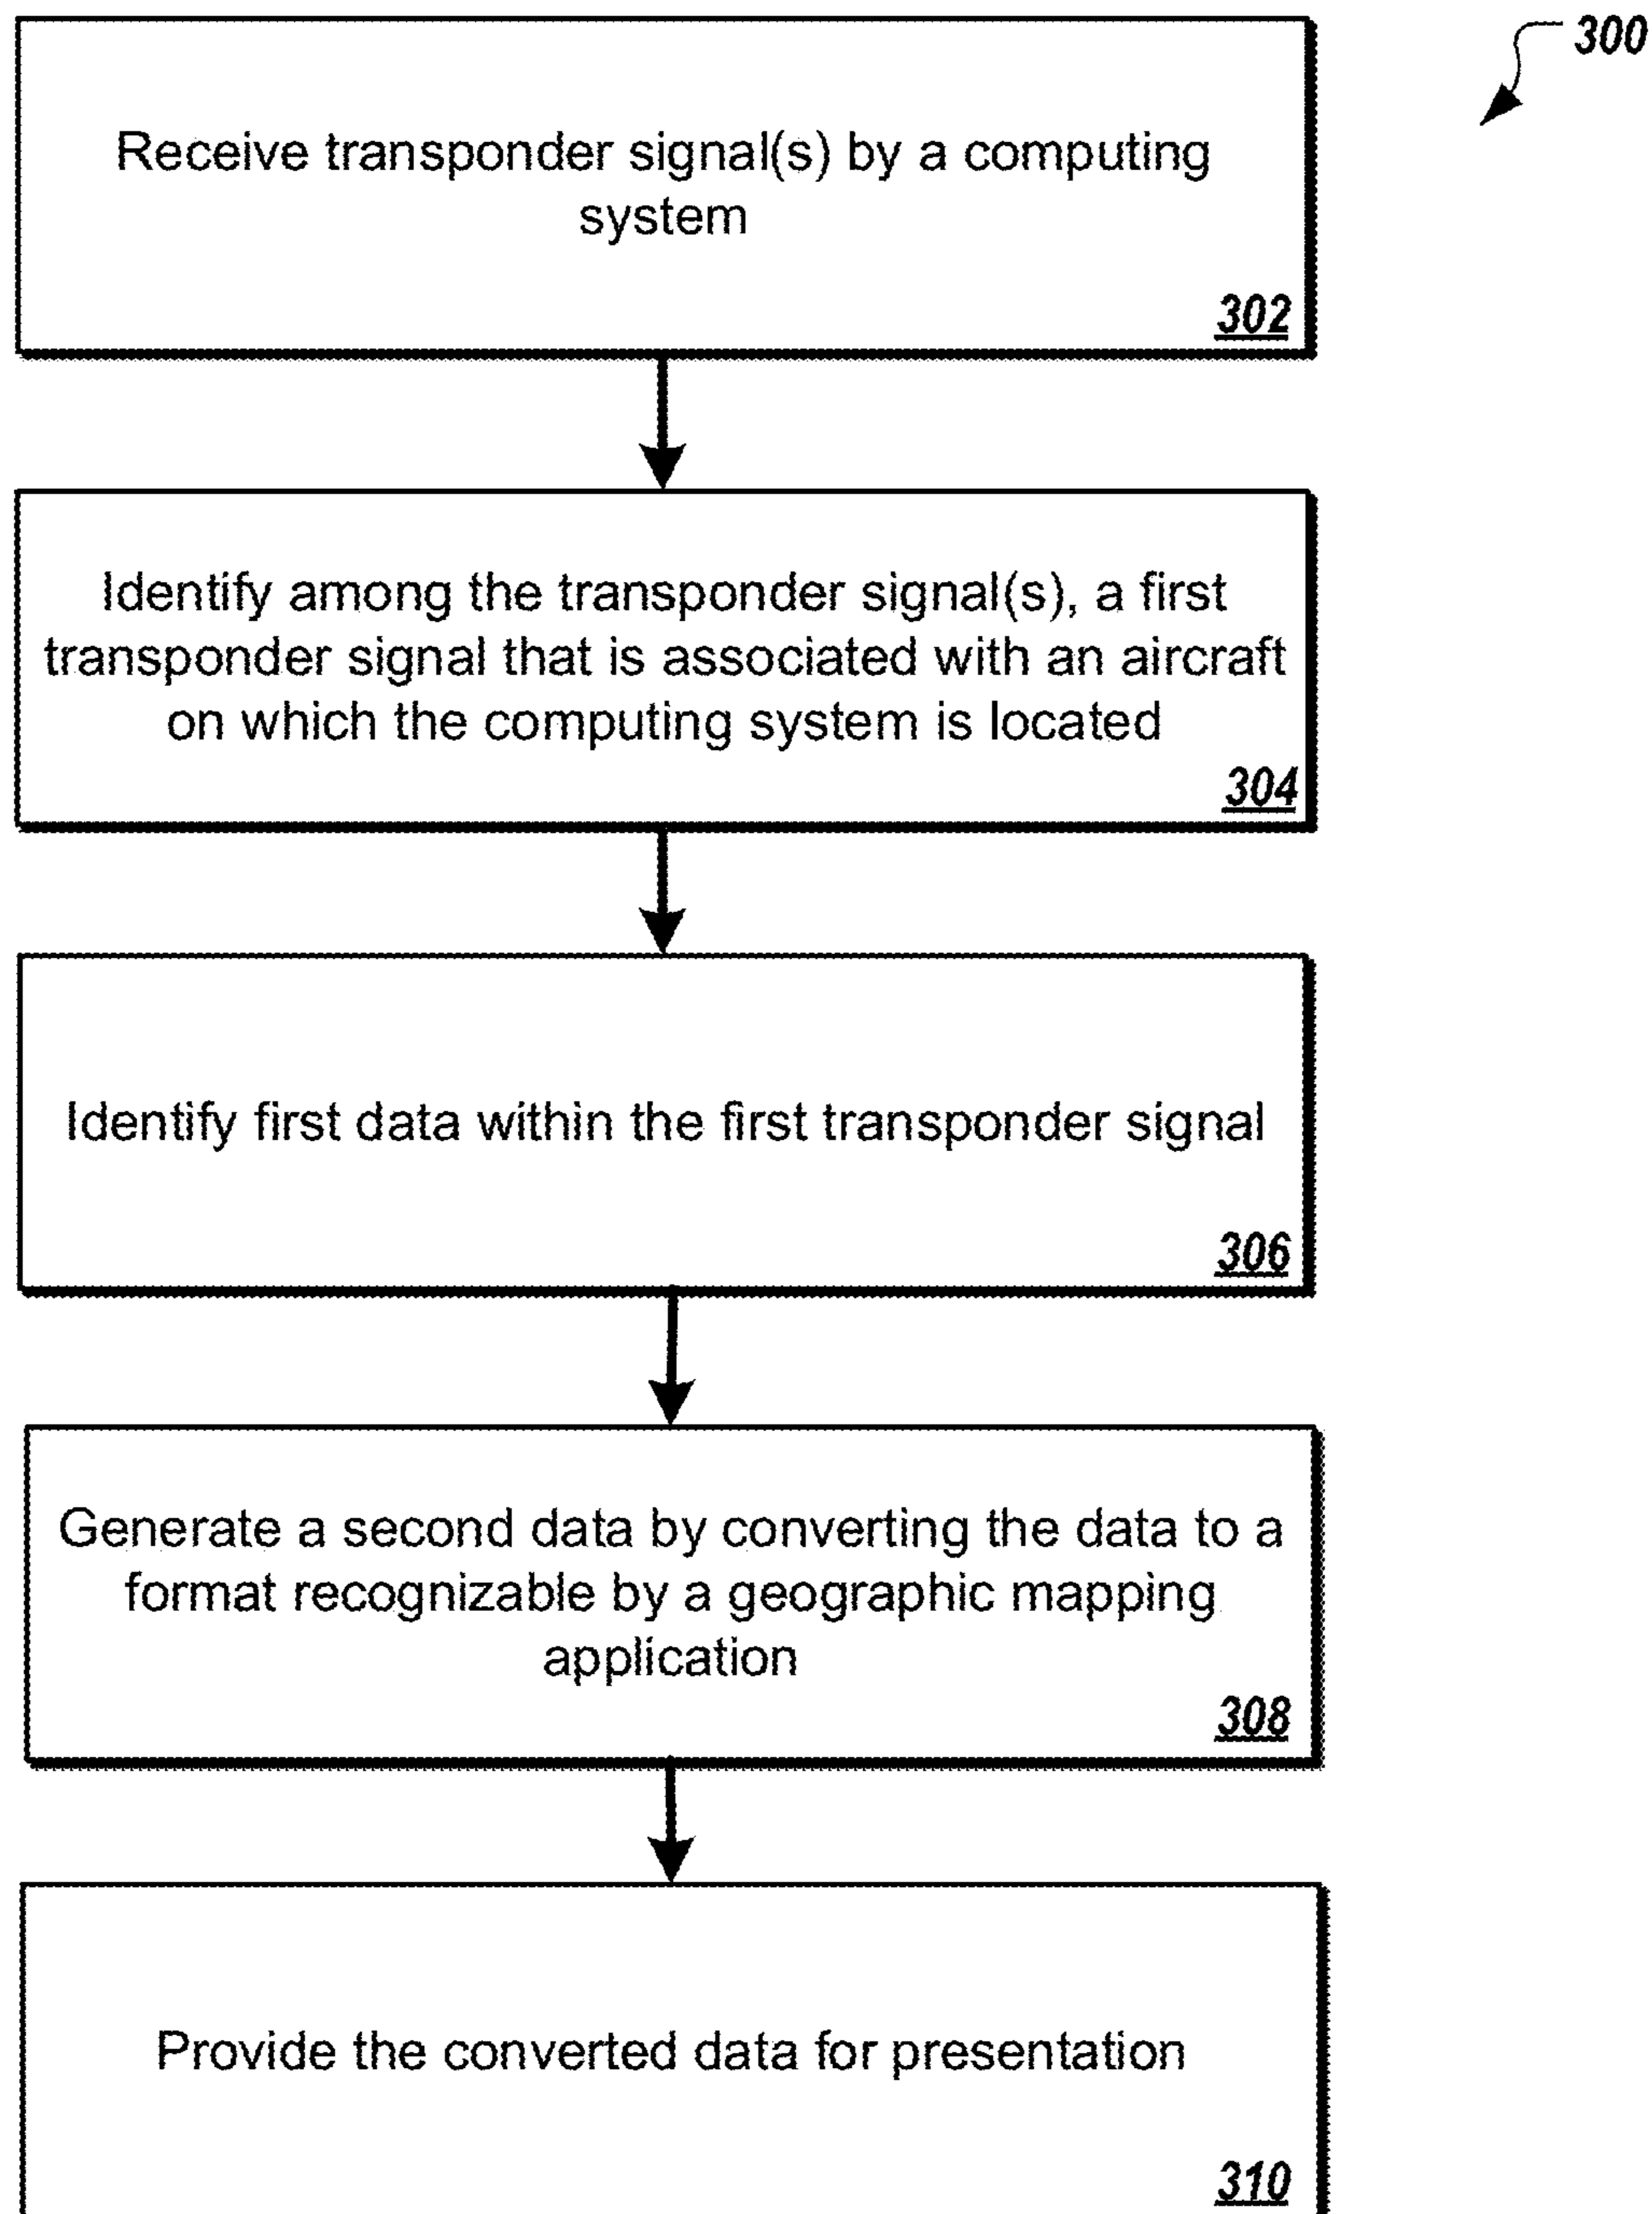 300
Receive transponder signal(s) by a computing
system
302
Identify among the transponder signal(s), a first
transponder signal that is associated with an aircraft
on which the computing system is located
304
Identify first data within the first transponder signal
306
Generate a second data by converting the data to a
format recognizable by a geographic mapping
application
308
Provide the converted data for presentation
310